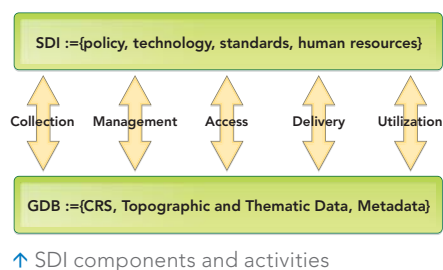 SDI :={policy, technology, standards, human resources}
Collection Management Access Delivery Utilization
GDB :={CRS, Topographic and Thematic Data, Metadata}
↑ SDI components and activities